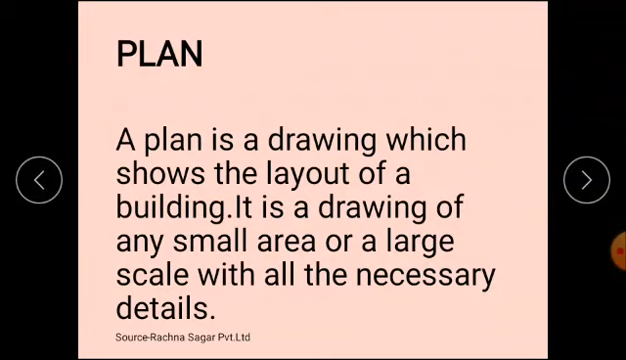 PLAN
A plan is a drawing which
shows the layout of a
building.It is a drawing of
any small area or a large
scale with all the necessary
details.
Source-Rachna Sagar Pvt.Ltd